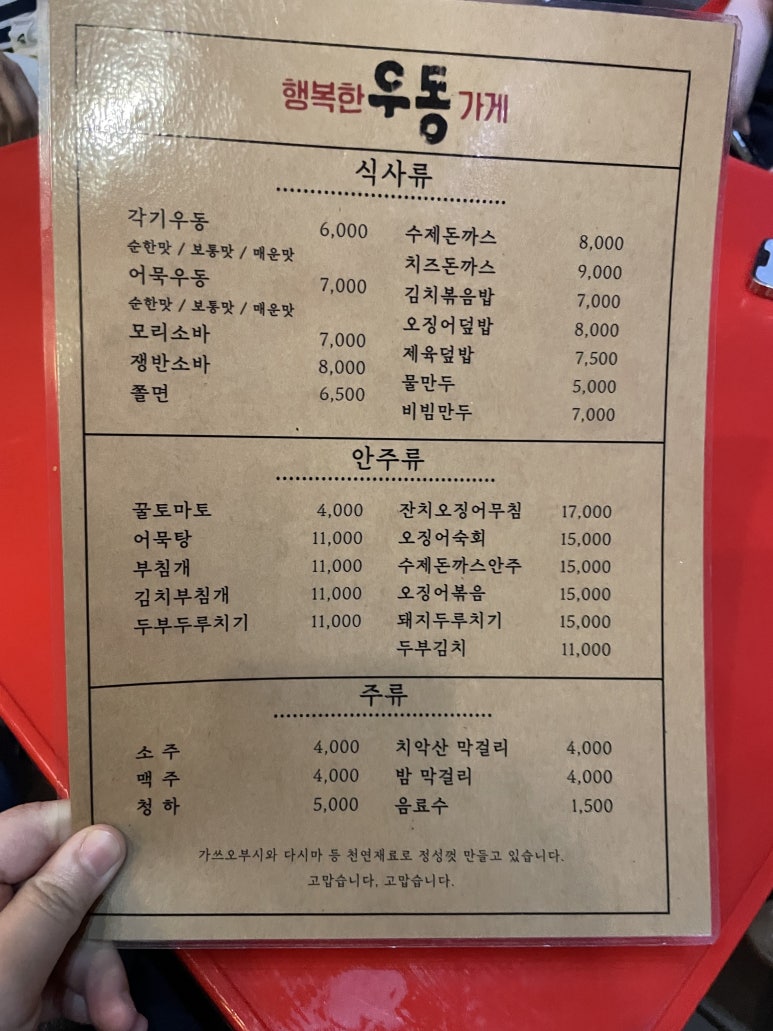 행복한 우동 가게
식사류
각기우동 6,000
순한맛 / 보통맛 / 매운맛
어묵우동 7,000
순한맛 / 보통맛 / 매운맛
모리소바 7,000
쟁반소바 8,000
쫄면 6,500
수제돈까스 8,000
치즈돈까스 9,000
김치볶음밥 7,000
오징어덮밥 8,000
제육덮밥 7,500
물만두 5,000
비빔만두 7,000
안주류
꿀토마토 4,000
어묵탕 11,000
부침개 11,000
김치부침개 11,000
두부두루치기 11,000
잔치오징어무침 17,000
오징어숙회 15,000
수제돈까스안주 15,000
오징어볶음 15,000
돼지두루치기 15,000
두부김치 11,000
주류
소 주 4,000
맥 주 4,000
청 하 5,000
치악산 막걸리 4,000
밤 막걸리 4,000
음료수 1,500
가쓰오부시와 다시마 등 천연재료로 정성껏 만들고 있습니다.
고맙습니다, 고맙습니다.